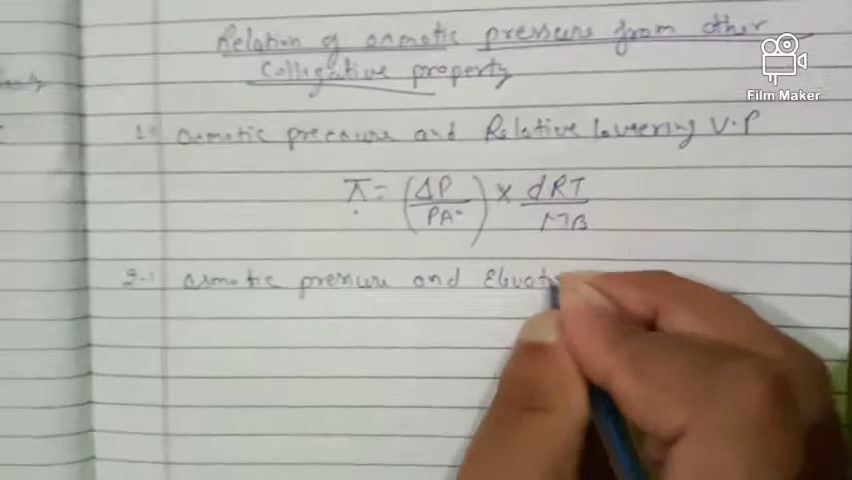 Relation of osmotic pressure from other
Colligative property
Film Maker
1. osmotic pressure and Relative lowering V.P
π = (ΔP / PA°) × dRT / MB
2. osmotic pressure and Elevat